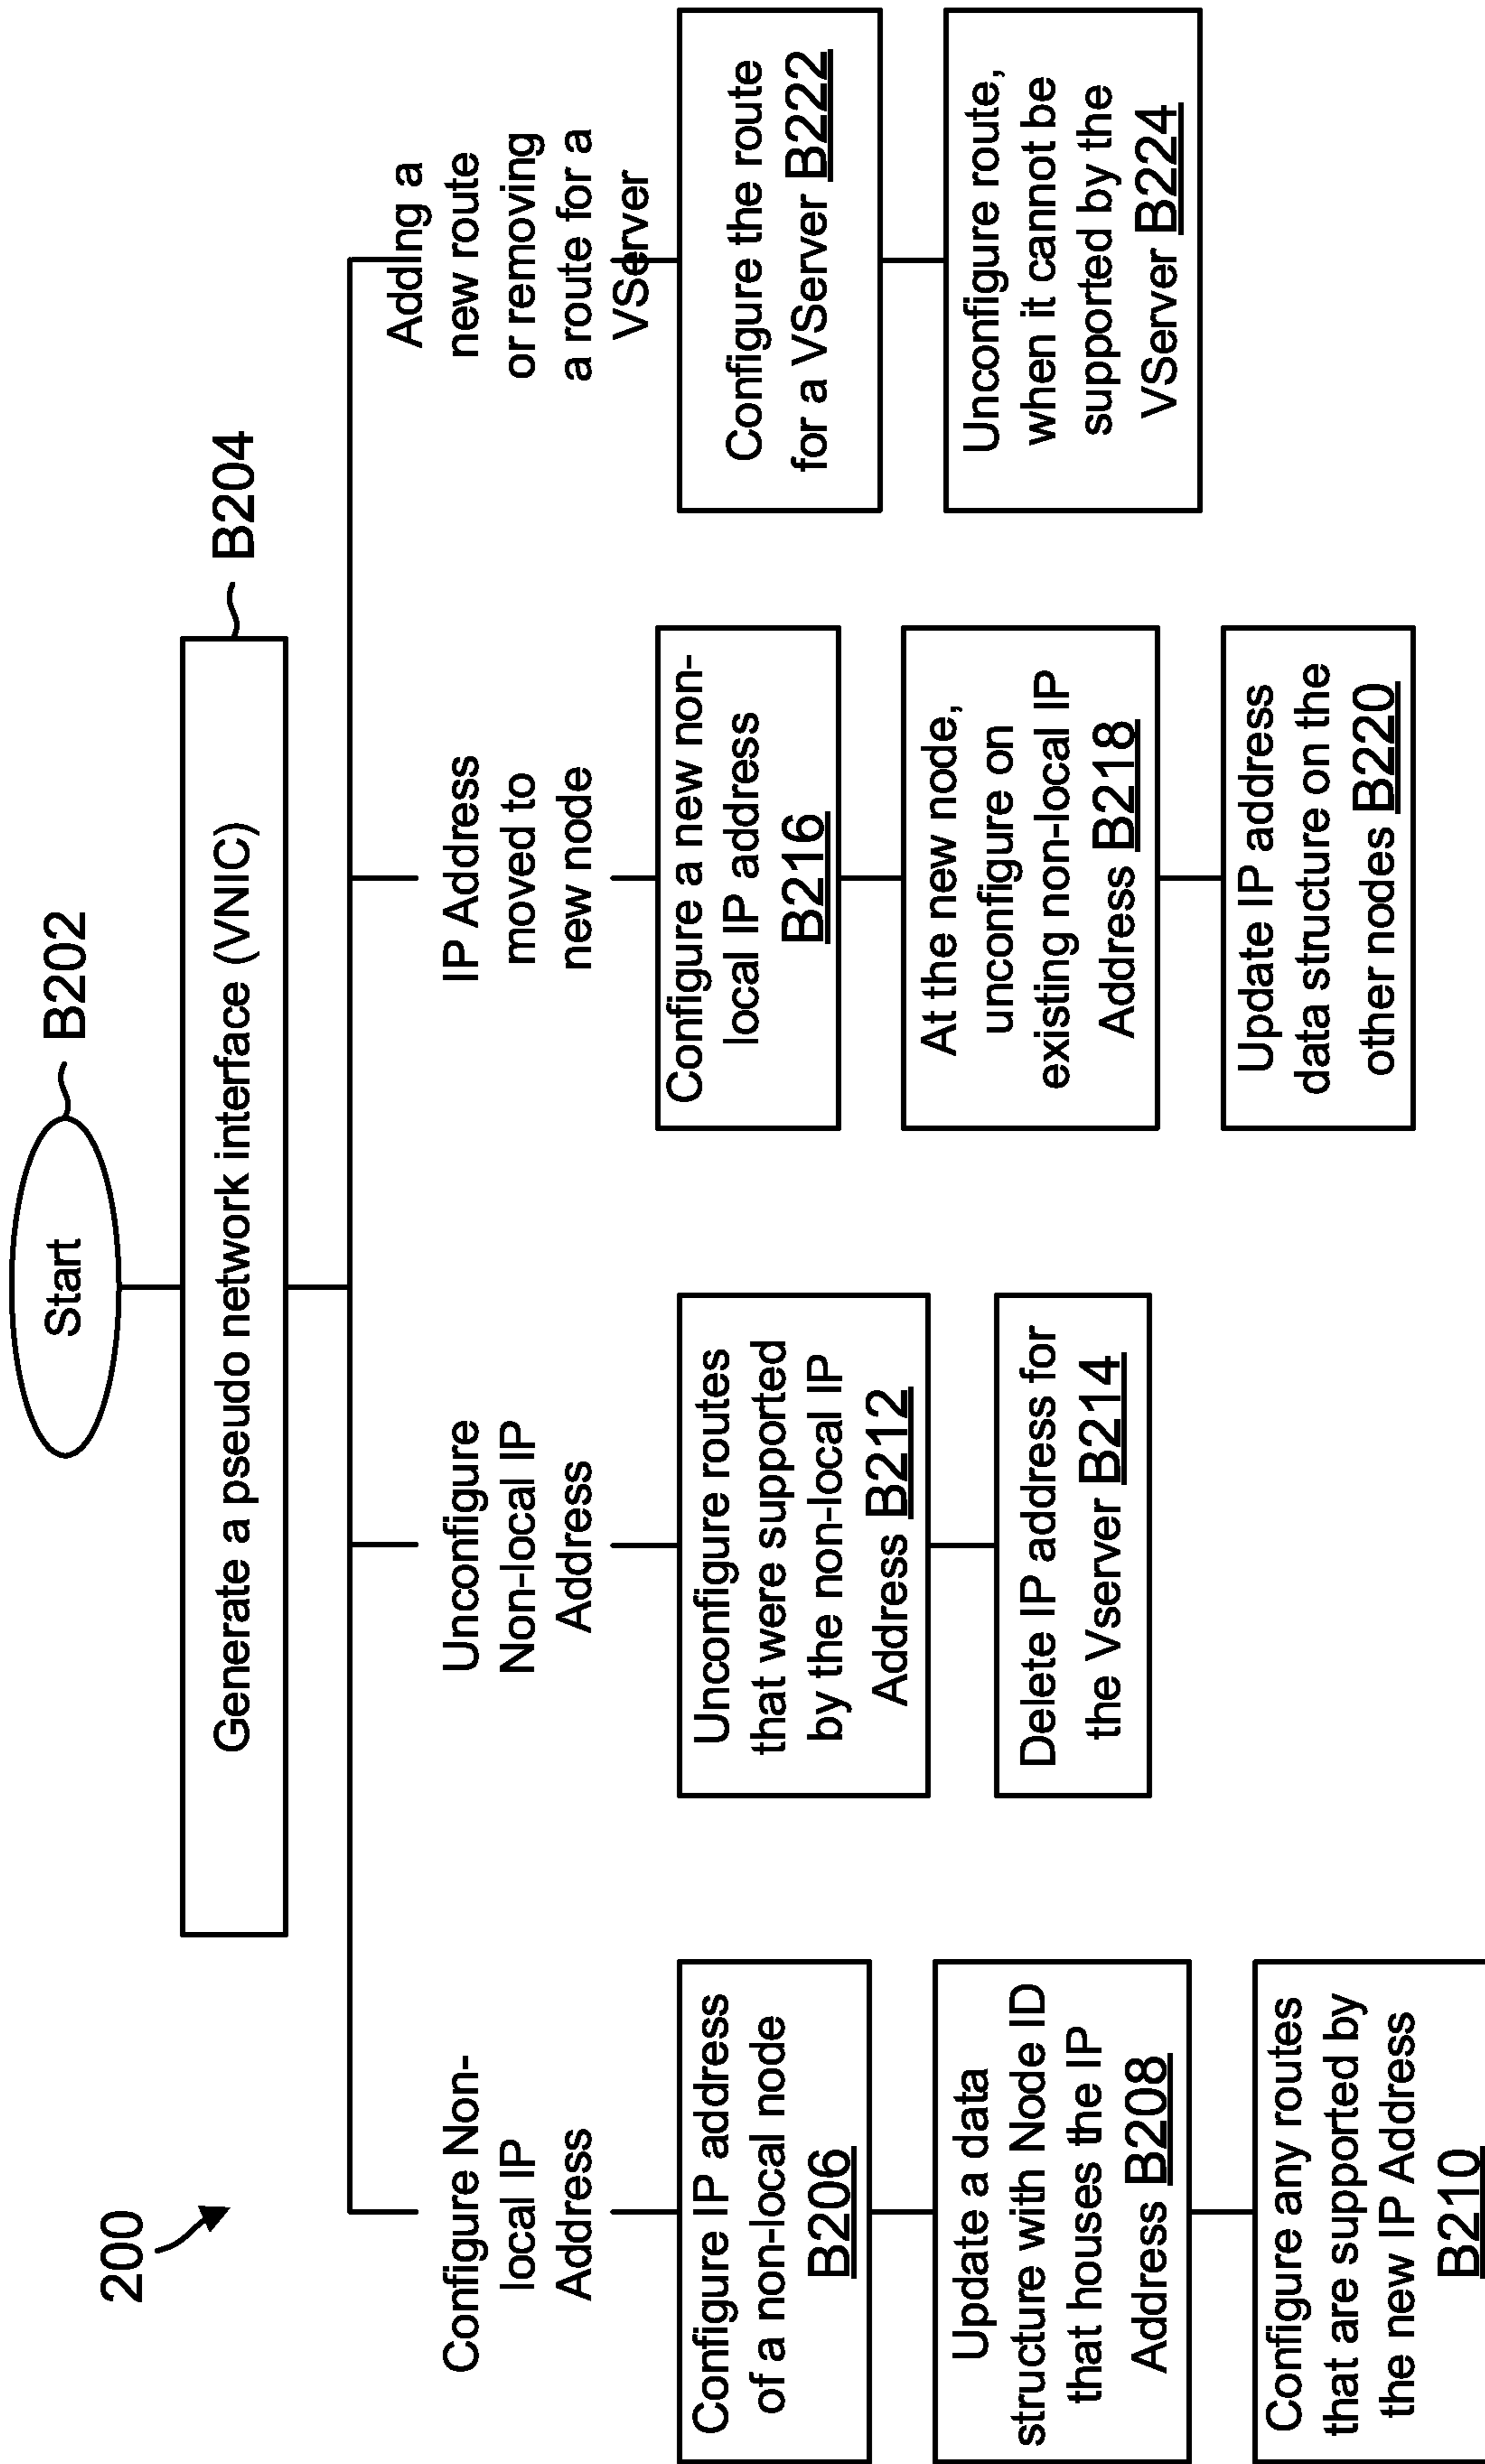 200
Start
B202
Generate a pseudo network interface (VNIC)
B204
Configure Non-
local IP
Address
Configure IP address
of a non-local node
B206
Update a data
structure with Node ID
that houses the IP
Address B208
Configure any routes
that are supported by
the new IP Address
B210
Unconfigure
Non-local IP
Address
Unconfigure routes
that were supported
by the non-local IP
Address B212
Delete IP address for
the Vserver B214
IP Address
moved to
new node
Configure a new non-
local IP address
B216
At the new node,
unconfigure on
existing non-local IP
Address B218
Update IP address
data structure on the
other nodes B220
Adding a
new route
or removing
a route for a
VServer
Configure the route
for a VServer B222
Unconfigure route,
when it cannot be
supported by the
VServer B224